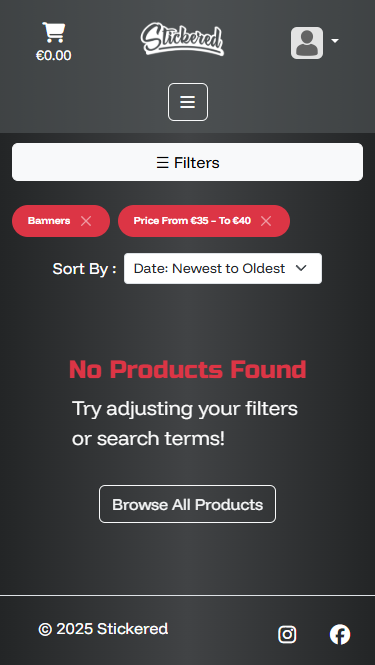 Stickered
€0.00
☰ Filters
Banners
Price From €35 - To €40
Sort By :
Date: Newest to Oldest
No Products Found
Try adjusting your filters
or search terms!
Browse All Products
© 2025 Stickered